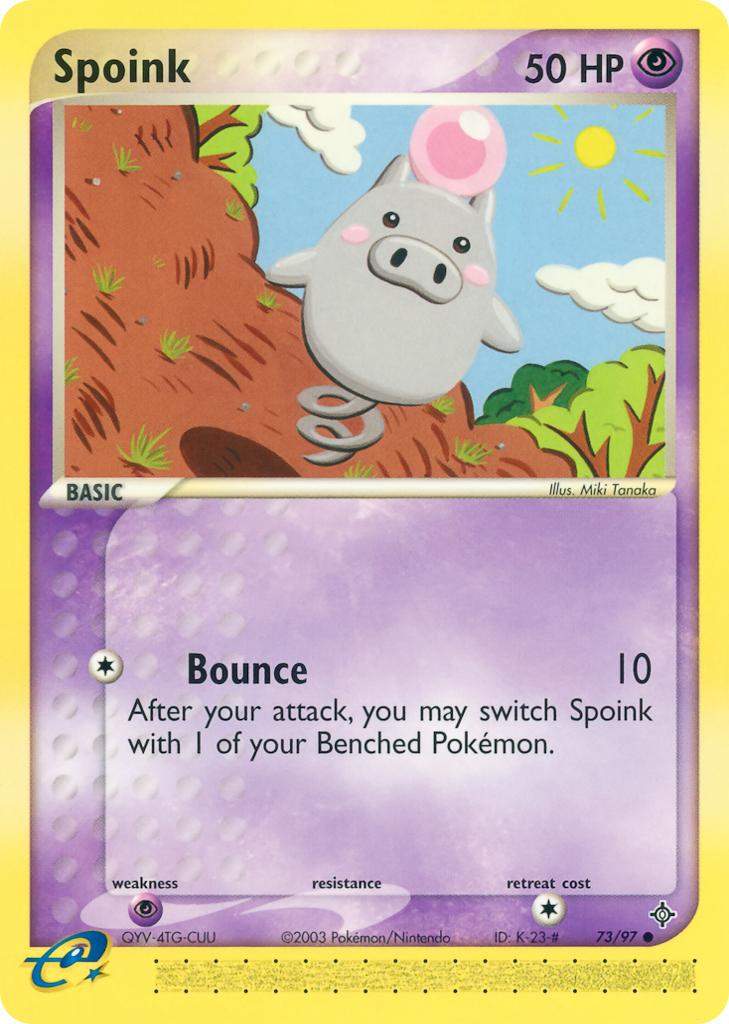 Spoink
50 HP
BASIC
Illus. Miki Tanaka
Bounce 10
After your attack, you may switch Spoink
with 1 of your Benched Pokémon.
weakness resistance retreat cost
QYV-4TG-CUU ©2003 Pokémon/Nintendo ID: K-23-# 73/97 ●
e